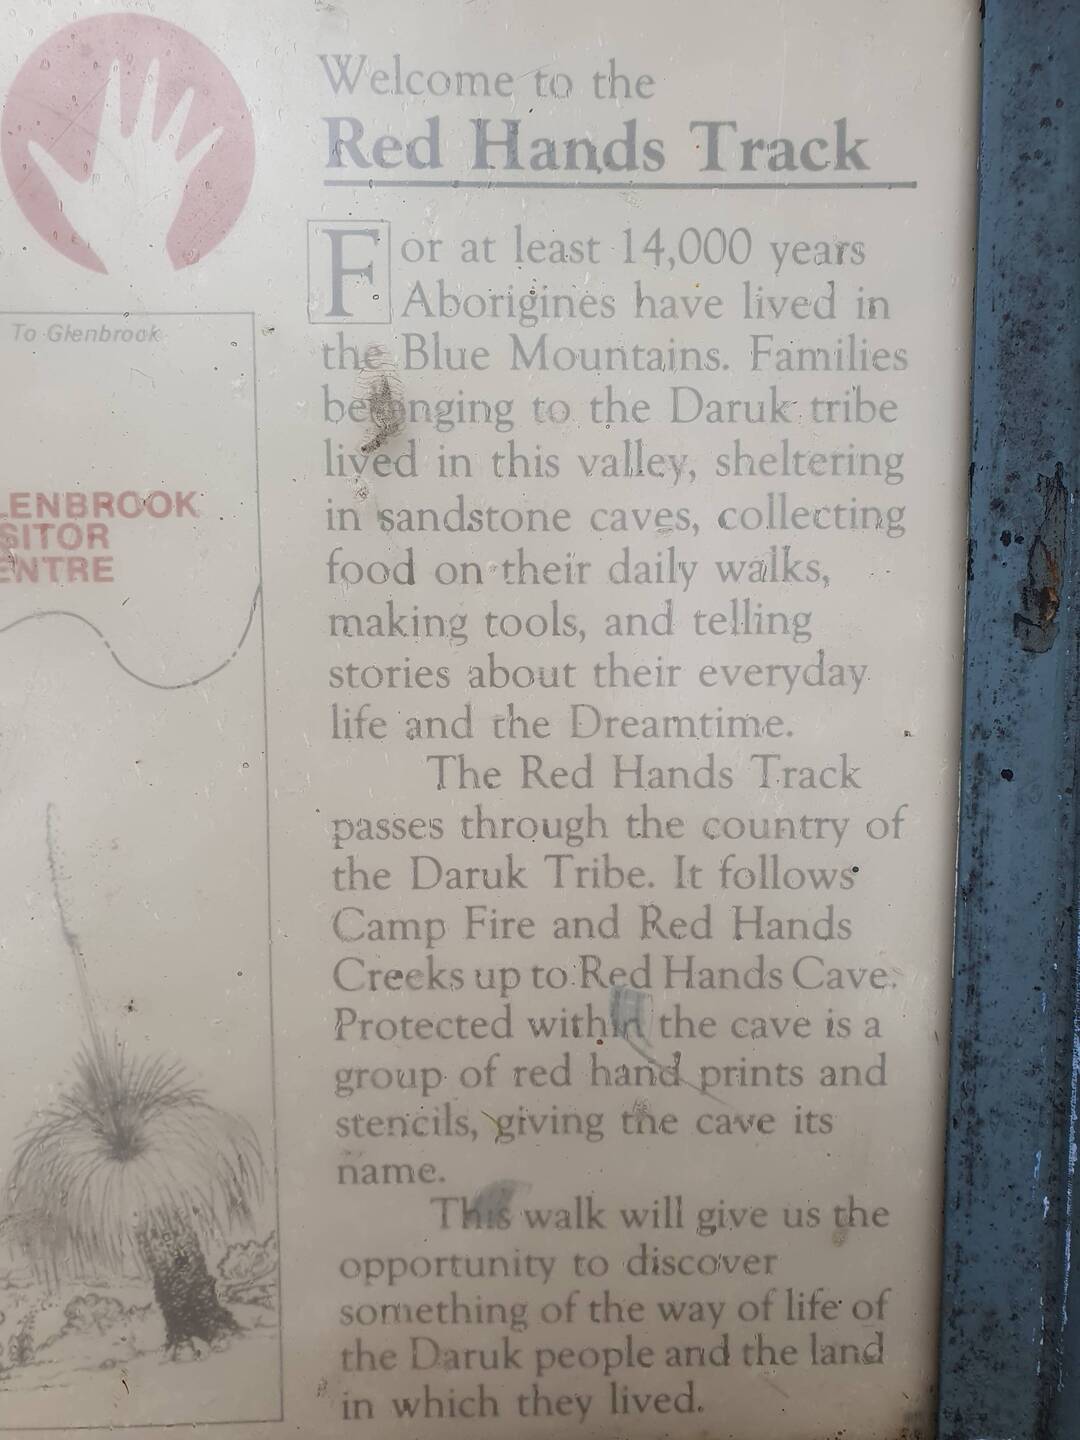 Welcome to the
Red Hands Track
For at least 14,000 years
Aborigines have lived in
the Blue Mountains. Families
belonging to the Daruk tribe
lived in this valley, sheltering
in sandstone caves, collecting
food on their daily walks,
making tools, and telling
stories about their everyday
life and the Dreamtime.
The Red Hands Track
passes through the country of
the Daruk Tribe. It follows
Camp Fire and Red Hands
Creeks up to Red Hands Cave.
Protected within the cave is a
group of red hand prints and
stencils, giving the cave its
name.
This walk will give us the
opportunity to discover
something of the way of life of
the Daruk people and the land
in which they lived.
To Glenbrook
LENBROOK
SITOR
ENTRE